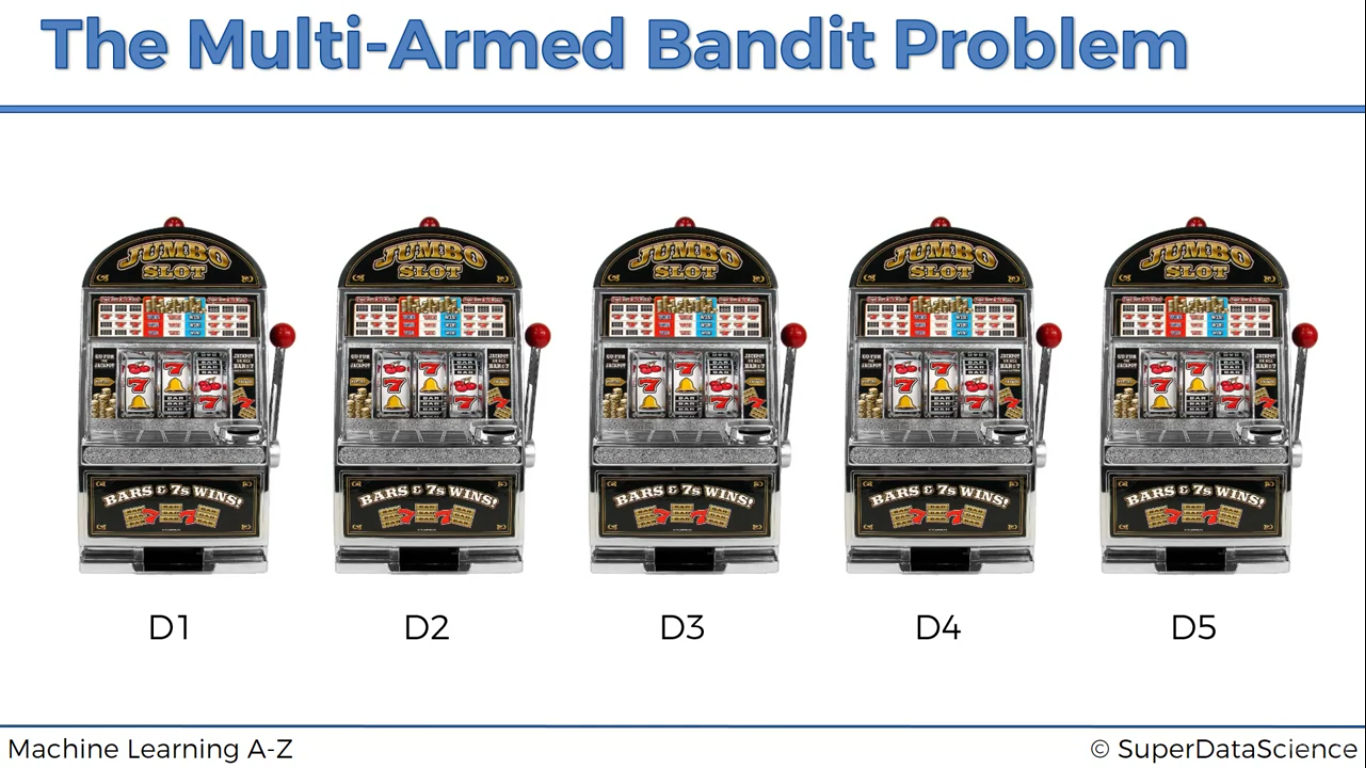 The Multi-Armed Bandit Problem
JUMBO
SLOT
JUMBO
SLOT
JUMBO
SLOT
JUMBO
SLOT
JUMBO
SLOT
BARS & 7s WINS!
BARS & 7s WINS!
BARS & 7s WINS!
BARS & 7s WINS!
BARS & 7s WINS!
D1
D2
D3
D4
D5
Machine Learning A-Z
© SuperDataScience